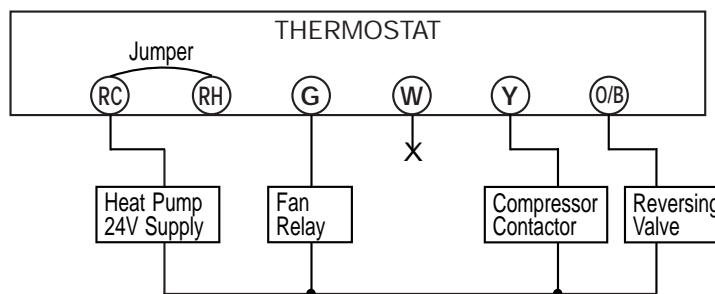 THERMOSTAT
Jumper
RC RH G W Y O/B
X
Heat Pump
24V Supply
Fan
Relay
Compressor
Contactor
Reversing
Valve